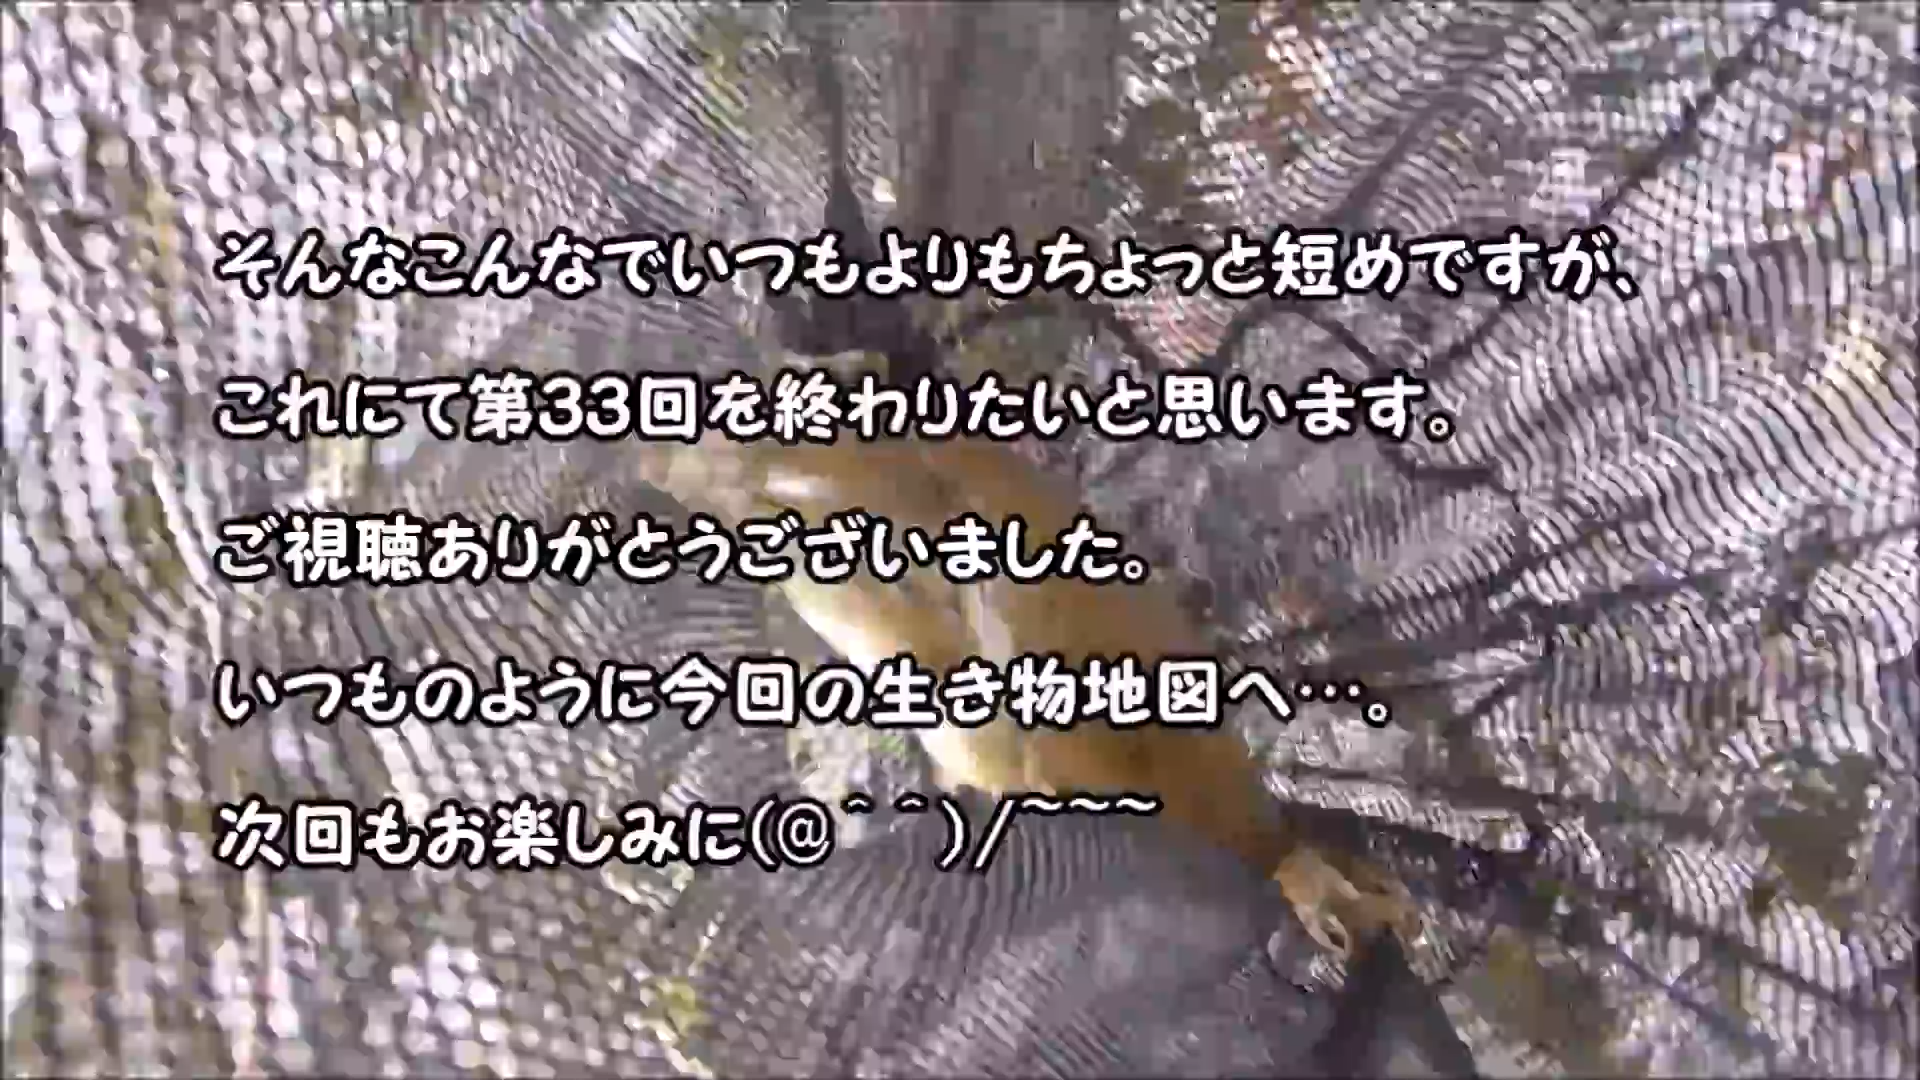 そんなこんなでいつもよりもちょっと短めですが、
これにて第33回を終わりたいと思います。
ご視聴ありがとうございました。
いつものように今回の生き物地図へ…。
次回もお楽しみに(@＾＾)/~~~